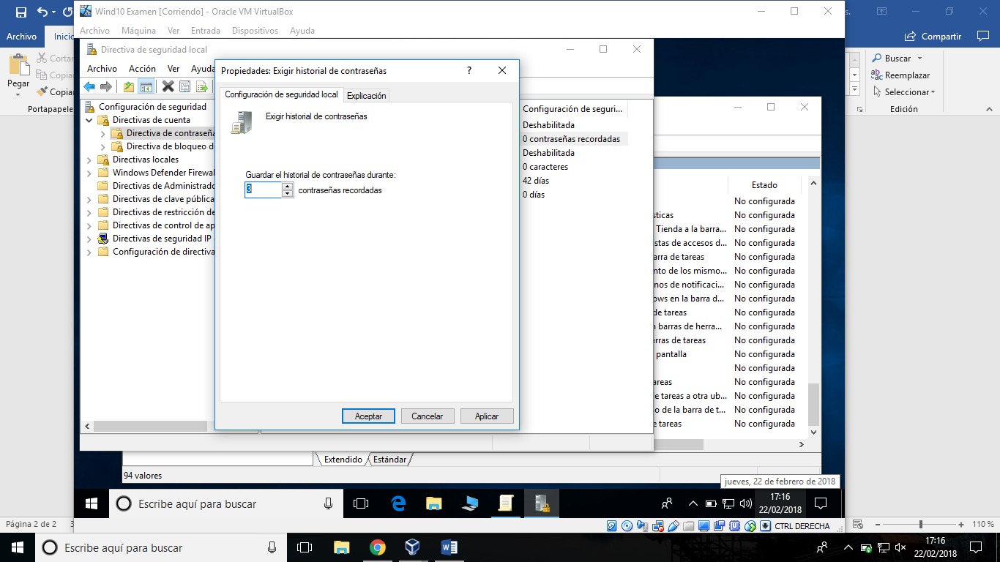 Wind10 Examen [Corriendo] - Oracle VM VirtualBox
Archivo Máquina Ver Entrada Dispositivos Ayuda
Archivo Inicio
Compartir
Cortar
Copiar
Pegar
Copiar
Portapapeles
Buscar
Reemplazar
Seleccionar
Edición
Directiva de seguridad local
Archivo Acción Ver Ayuda
Configuración de seguridad
Directivas de cuenta
Directiva de contraseña
Directiva de bloqueo d
Directivas locales
Windows Defender Firewal
Directivas de Administrado
Directivas de clave pública
Directivas de restricción de
Directivas de control de ap
Directivas de seguridad IP
Configuración de directiva
Propiedades: Exigir historial de contraseñas ?
Configuración de seguridad local Explicación
Exigir historial de contraseñas
Guardar el historial de contraseñas durante:
3 contraseñas recordadas
Aceptar Cancelar Aplicar
Configuración de seguri...
Deshabilitada
0 contraseñas recordadas
Deshabilitada
0 caracteres
42 días
0 días
Estado
No configurada
sticas No configurada
Tienda a la barra... No configurada
stas de accesos d... No configurada
arra de tareas No configurada
nto de los mismo... No configurada
nos de notificaci... No configurada
ows en la barra d... No configurada
de tareas No configurada
n barras de herra... No configurada
arras de tareas No configurada
pantalla No configurada
No configurada
areas No configurada
e tareas a otra ub... No configurada
o de la barra de t... No configurada
e tareas No configurada
Extendido Estándar
94 valores
jueves, 22 de febrero de 2018
Escribe aquí para buscar
17:16
22/02/2018
CTRL DERECHA
Página 2 de 2 3
110 %
Escribe aquí para buscar
17:16
22/02/2018